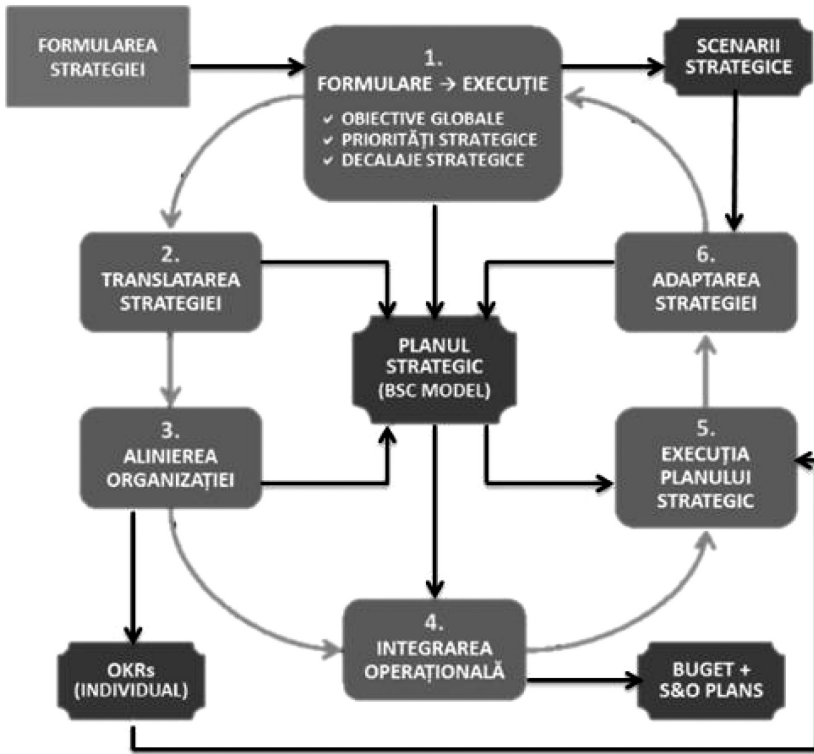 FORMULAREA
STRATEGIEI
1.
FORMULARE → EXECUȚIE
✓ OBIECTIVE GLOBALE
✓ PRIORITĂȚI STRATEGICE
✓ DECALAJE STRATEGICE
SCENARII
STRATEGICE
2.
TRANSLATAREA
STRATEGIEI
6.
ADAPTAREA
STRATEGIEI
PLANUL
STRATEGIC
(BSC MODEL)
3.
ALINIEREA
ORGANIZAȚIEI
5.
EXECUȚIA
PLANULUI
STRATEGIC
4.
INTEGRAREA
OPERAȚIONALĂ
OKRs
(INDIVIDUAL)
BUGET +
S&O PLANS